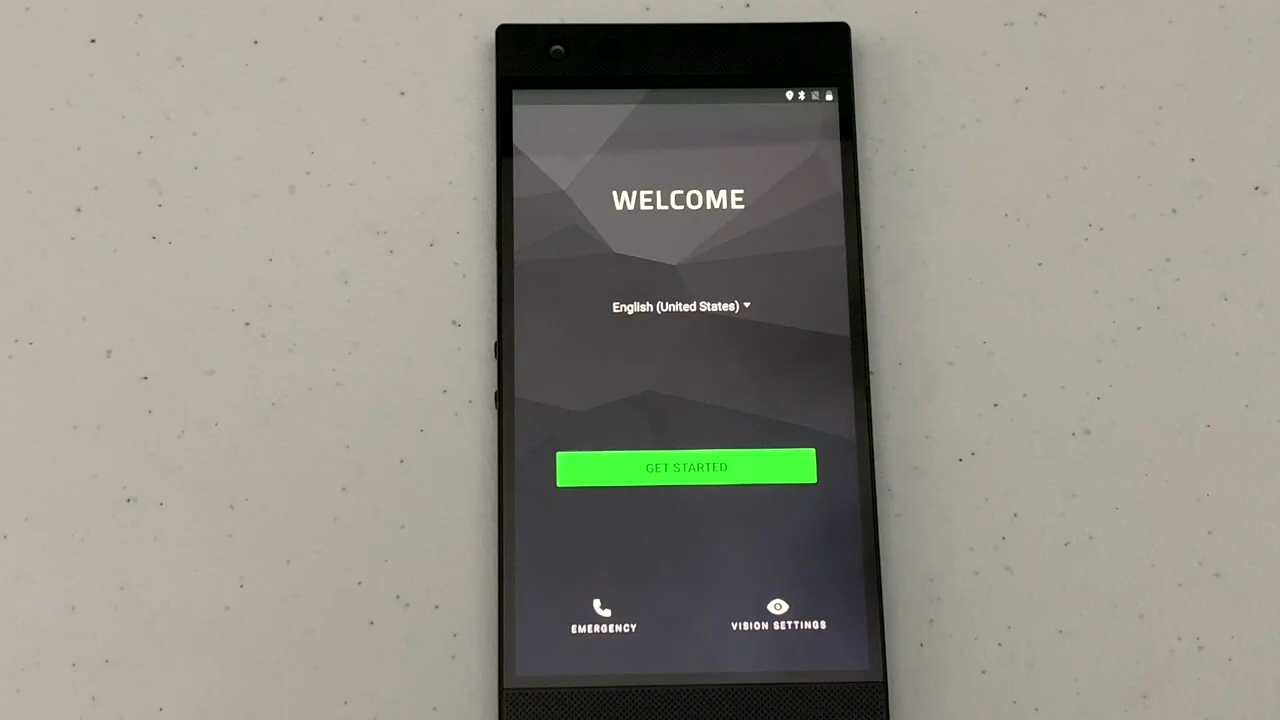 WELCOME
English (United States)
GET STARTED
EMERGENCY
VISION SETTINGS